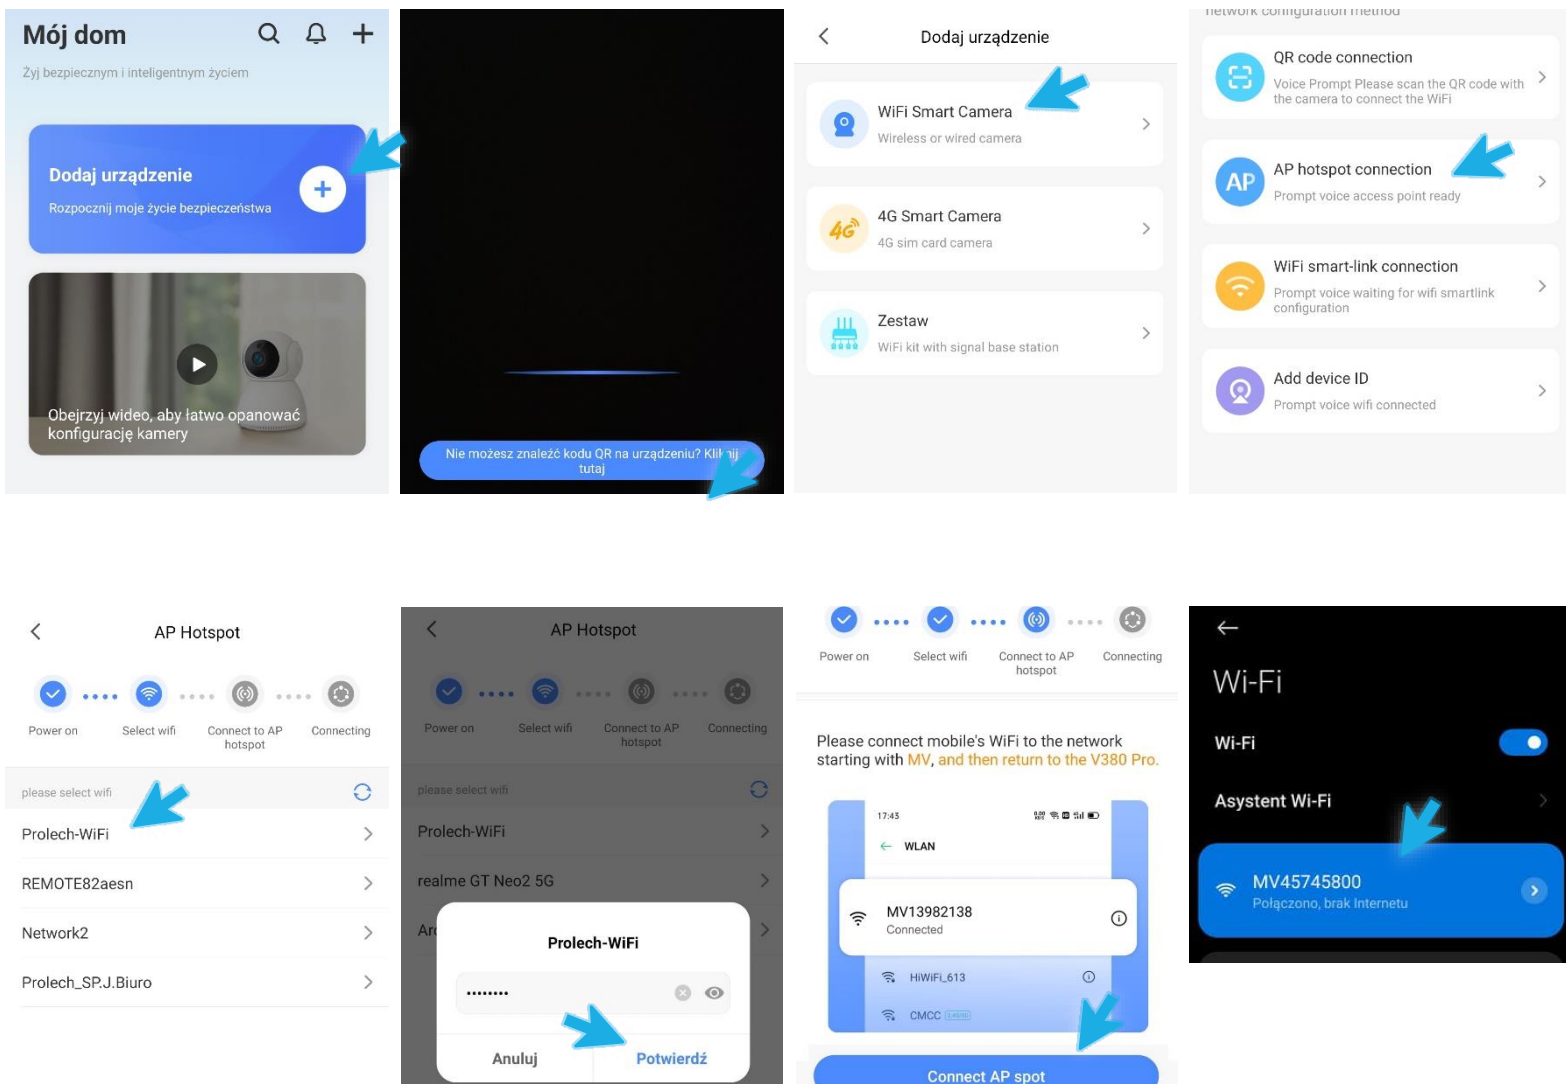 Mój dom
Żyj bezpiecznym i inteligentnym życiem
Dodaj urządzenie
Rozpocznij moje życie bezpieczeństwa
Obejrzyj wideo, aby łatwo opanować
konfigurację kamery
Nie możesz znaleźć kodu QR na urządzeniu? Kliknij
tutaj
Dodaj urządzenie
WiFi Smart Camera
Wireless or wired camera
4G
4G Smart Camera
4G sim card camera
Zestaw
WiFi kit with signal base station
network configuration method
QR code connection
Voice Prompt Please scan the QR code with
the camera to connect the WiFi
AP
AP hotspot connection
Prompt voice access point ready
WiFi smart-link connection
Prompt voice waiting for wifi smartlink
configuration
Add device ID
Prompt voice wifi connected
AP Hotspot
Power on
Select wifi
Connect to AP
hotspot
Connecting
please select wifi
Prolech-WiFi
REMOTE82aesn
Network2
Prolech_SP.J.Biuro
AP Hotspot
Power on
Select wifi
Connect to AP
hotspot
Connecting
please select wifi
Prolech-WiFi
realme GT Neo2 5G
Prolech-WiFi
Anuluj
Potwierdź
Power on
Select wifi
Connect to AP
hotspot
Connecting
Please connect mobile's WiFi to the network
starting with MV, and then return to the V380 Pro.
17:43
WLAN
MV13982138
Connected
HiWiFi_613
CMCC
Connect AP spot
Wi-Fi
Wi-Fi
Asystent Wi-Fi
MV45745800
Połączono, brak Internetu